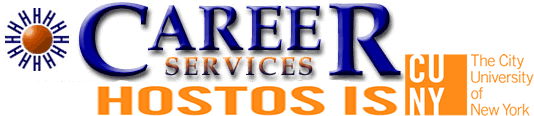 CAREER
SERVICES
HOSTOS IS
CU
NY
The City
University
of
New York